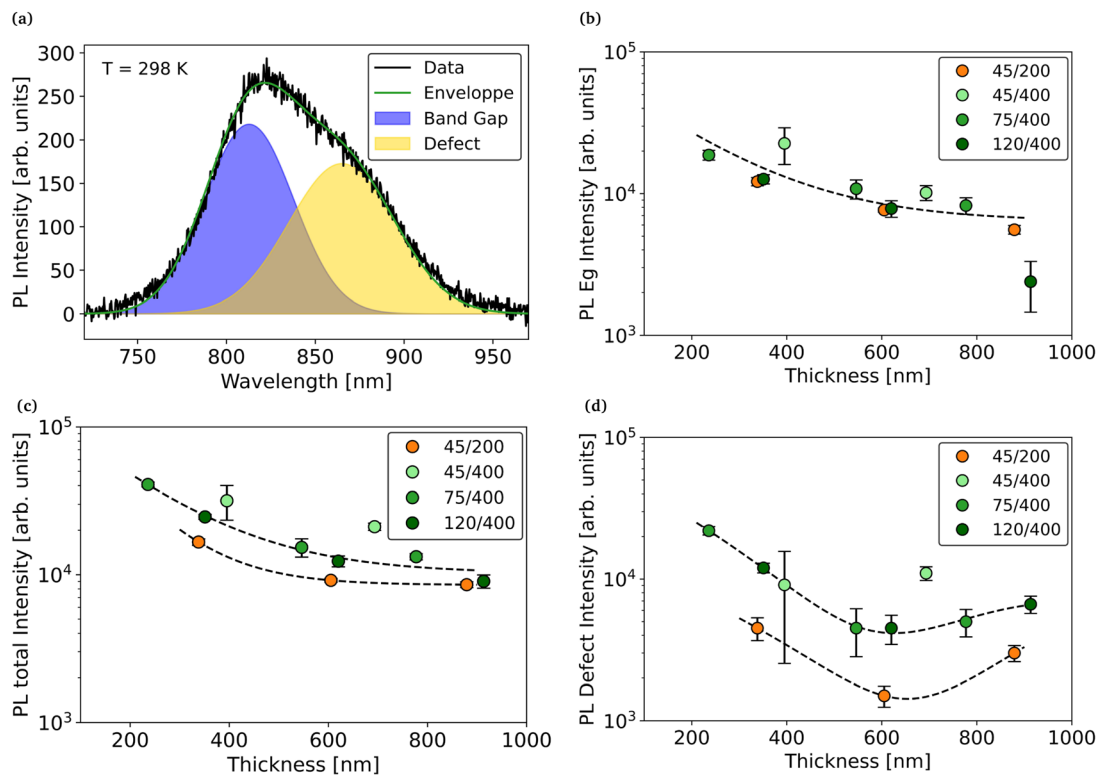 (a)
T = 298 K
Data
Enveloppe
Band Gap
Defect
PL Intensity [arb. units]
300
250
200
150
100
50
0
750
800
850
900
950
Wavelength [nm]
(b)
45/200
45/400
75/400
120/400
PL Eg Intensity [arb. units]
10^5
10^4
10^3
200
400
600
800
1000
Thickness [nm]
(c)
45/200
45/400
75/400
120/400
PL total Intensity [arb. units]
10^5
10^4
10^3
200
400
600
800
1000
Thickness [nm]
(d)
45/200
45/400
75/400
120/400
PL Defect Intensity [arb. units]
10^5
10^4
10^3
200
400
600
800
1000
Thickness [nm]